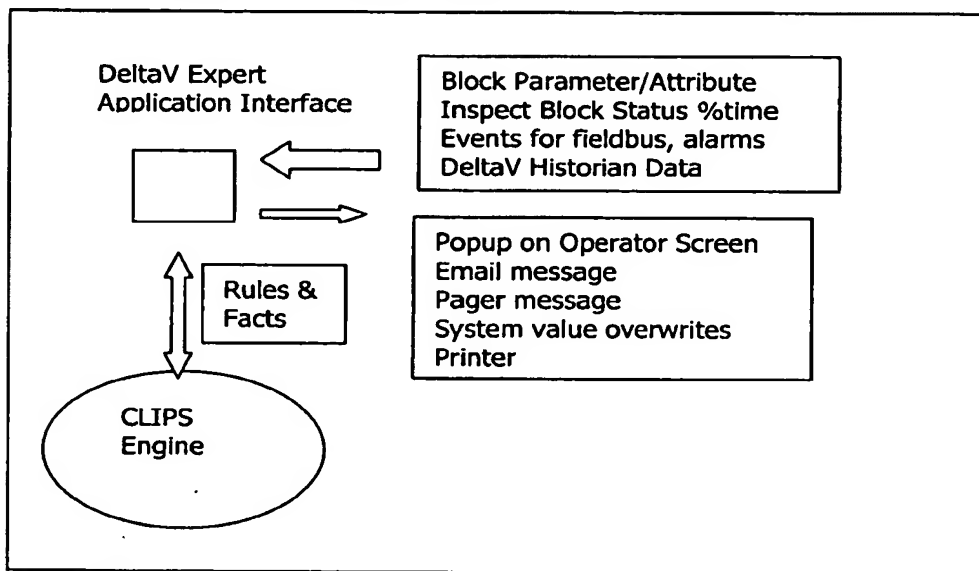 DeltaV Expert
Application Interface
Block Parameter/Attribute
Inspect Block Status %time
Events for fieldbus, alarms
DeltaV Historian Data
Popup on Operator Screen
Email message
Pager message
System value overwrites
Printer
Rules &
Facts
CLIPS
Engine